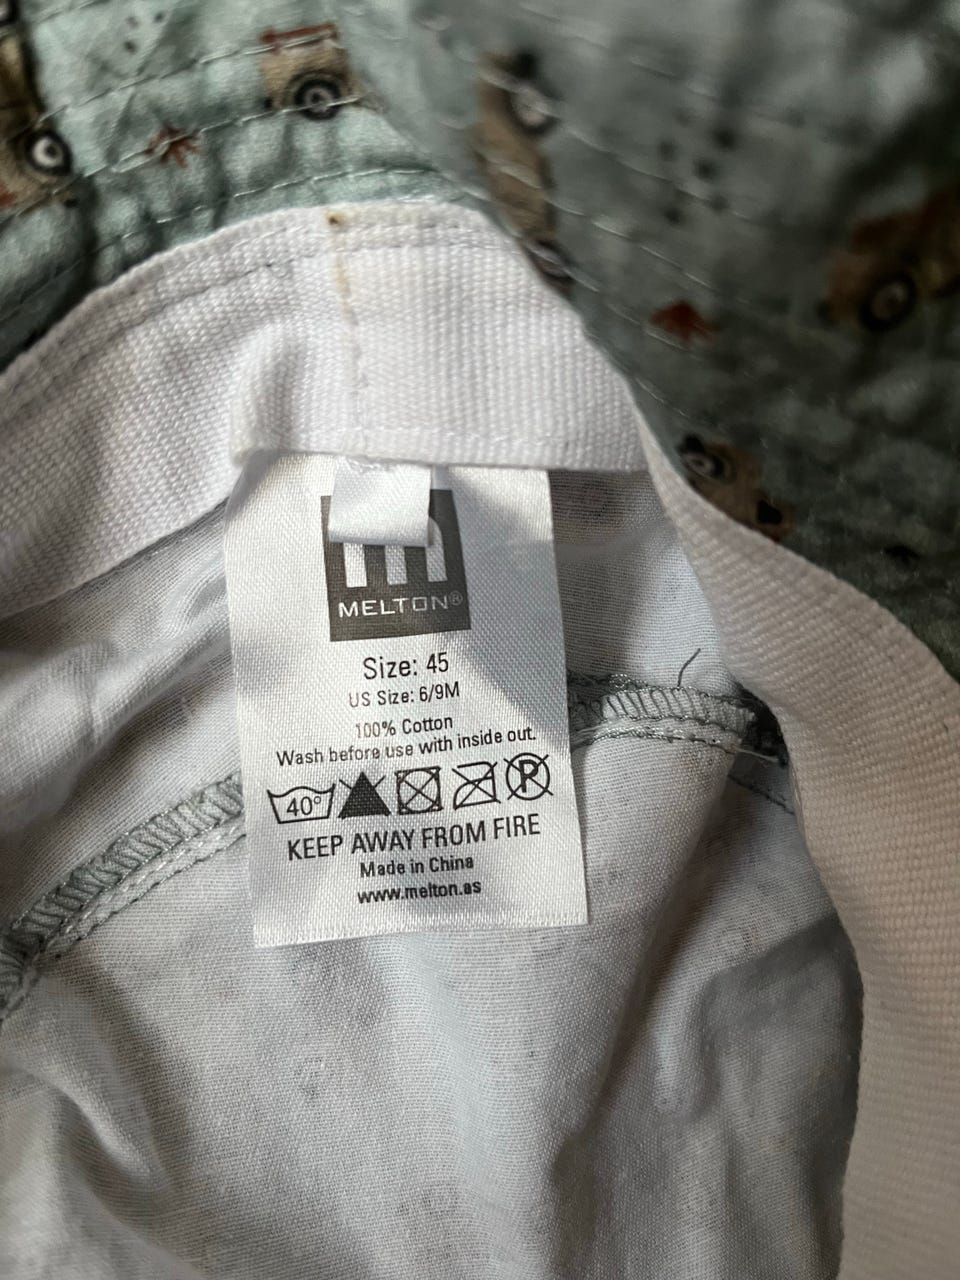 MELTON®
Size: 45
US Size: 6/9M
100% Cotton
Wash before use with inside out.
40° P
KEEP AWAY FROM FIRE
Made in China
www.melton.as